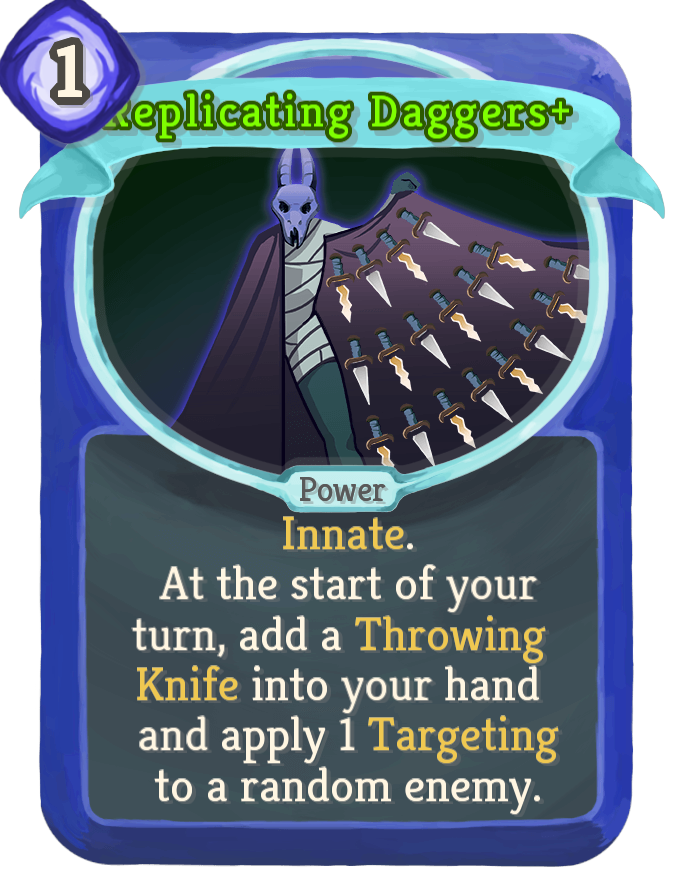 1
Replicating Daggers+
Power
Innate.
At the start of your
turn, add a Throwing
Knife into your hand
and apply 1 Targeting
to a random enemy.